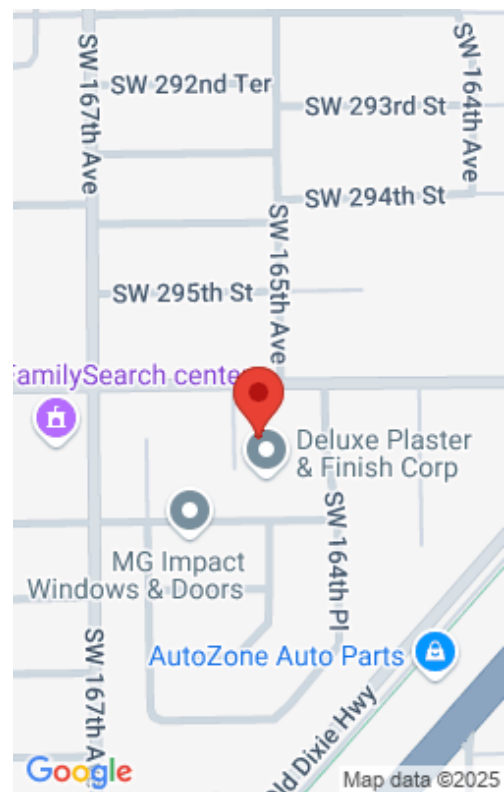 SW 167th Ave
SW 164th Ave
SW 292nd Ter
SW 293rd St
SW 294th St
SW 165th Ave
SW 295th St
FamilySearch center
Deluxe Plaster
& Finish Corp
SW 164th Pl
MG Impact
Windows & Doors
AutoZone Auto Parts
SW 167th A
Old Dixie Hwy
Google
Map data ©2025